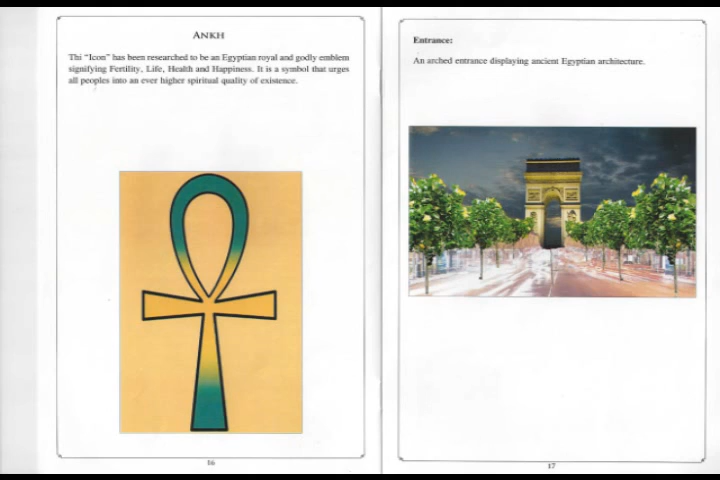 ANKH
Thi "Icon" has been researched to be an Egyptian royal and godly emblem
signifying Fertility, Life, Health and Happiness. It is a symbol that urges
all peoples into an ever higher spiritual quality of existence.
16
Entrance:
An arched entrance displaying ancient Egyptian architecture.
17